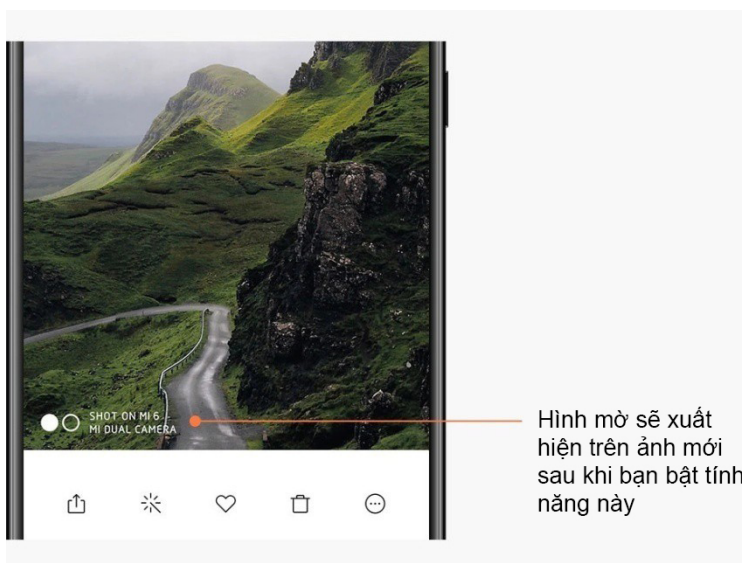 SHOT ON MI 6
MI DUAL CAMERA
Hình mờ sẽ xuất
hiện trên ảnh mới
sau khi bạn bật tính
năng này